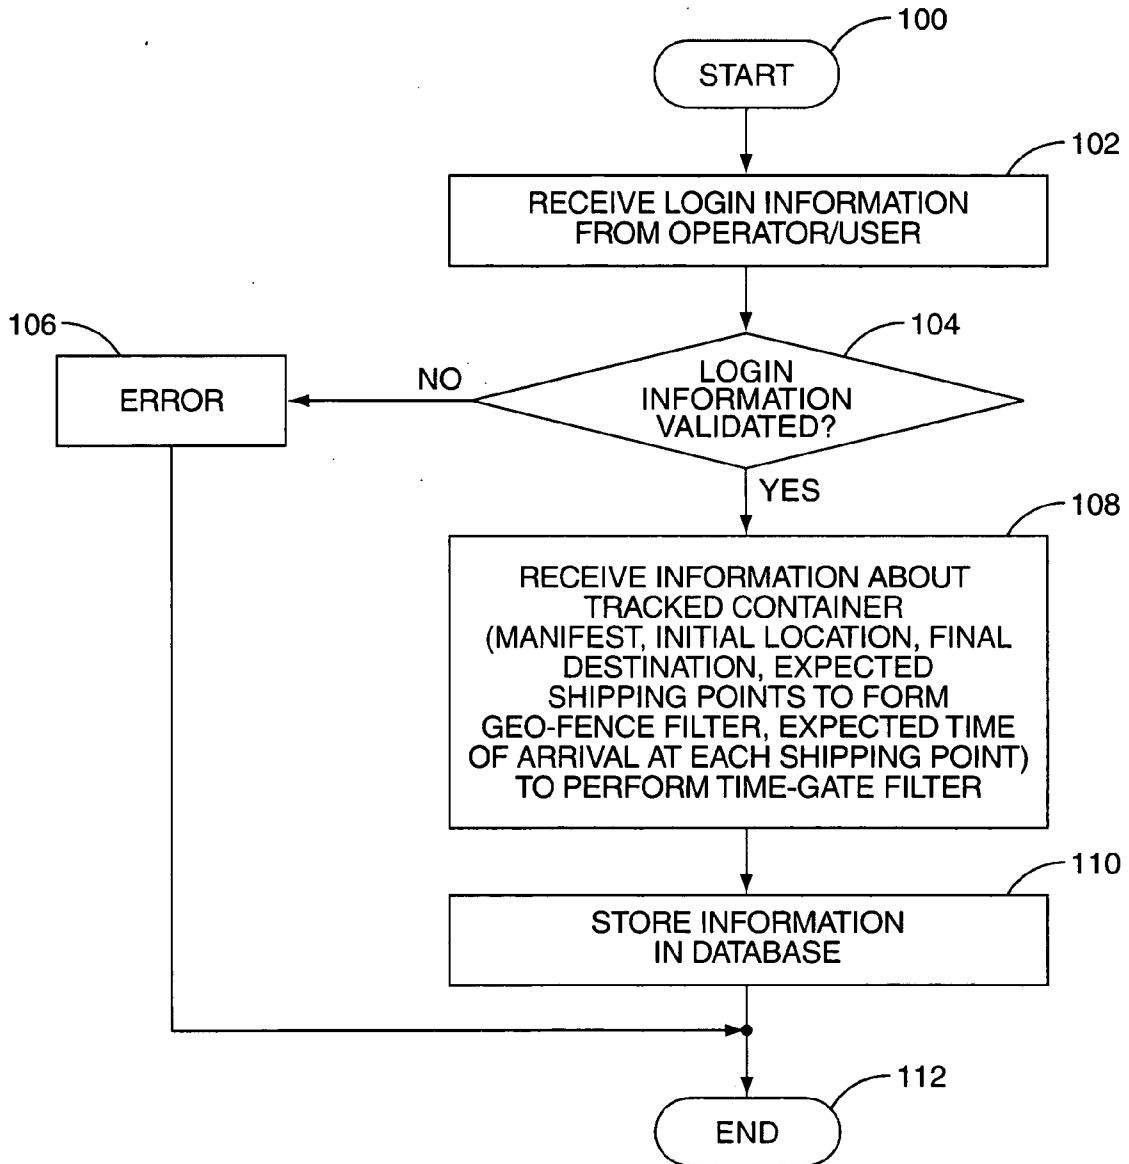 100
START
102
RECEIVE LOGIN INFORMATION
FROM OPERATOR/USER
106
104
ERROR
NO
LOGIN
INFORMATION
VALIDATED?
YES
108
RECEIVE INFORMATION ABOUT
TRACKED CONTAINER
(MANIFEST, INITIAL LOCATION, FINAL
DESTINATION, EXPECTED
SHIPPING POINTS TO FORM
GEO-FENCE FILTER, EXPECTED TIME
OF ARRIVAL AT EACH SHIPPING POINT)
TO PERFORM TIME-GATE FILTER
110
STORE INFORMATION
IN DATABASE
112
END